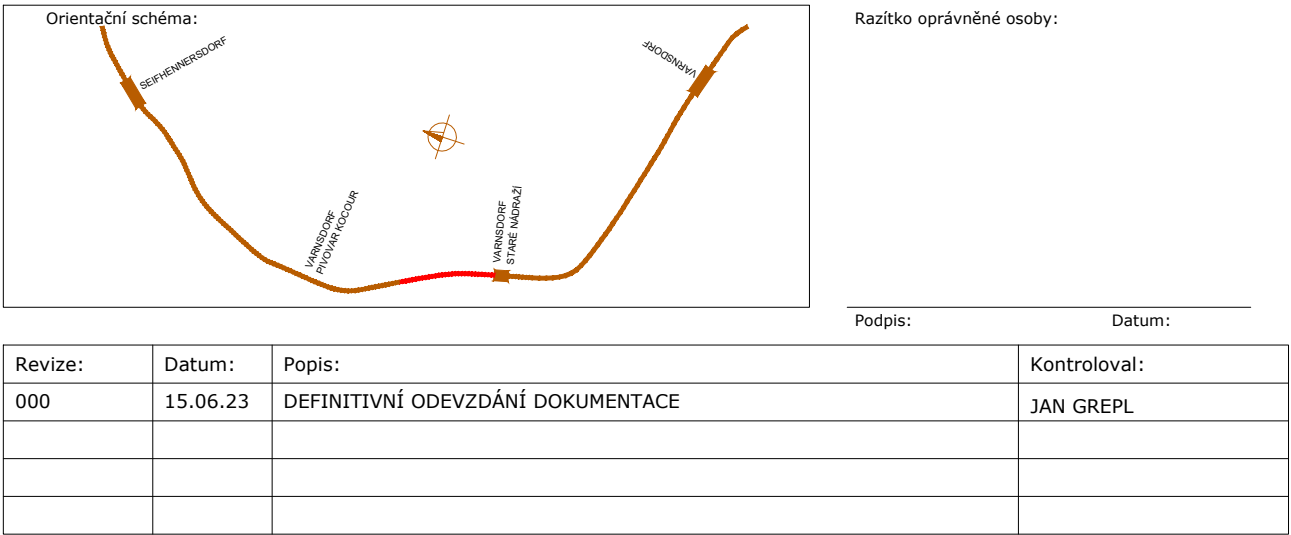 Orientační schéma:
SEIFHENNERSDORF
VARNSDORF
PIVOVAR KOCOUR
VARNSDORF
STARÉ NÁDRAŽÍ
VARNSDORF
Razítko oprávněné osoby:
Podpis: Datum:
Revize: Datum: Popis: Kontroloval:
000 15.06.23 DEFINITIVNÍ ODEVZDÁNÍ DOKUMENTACE JAN GREPL